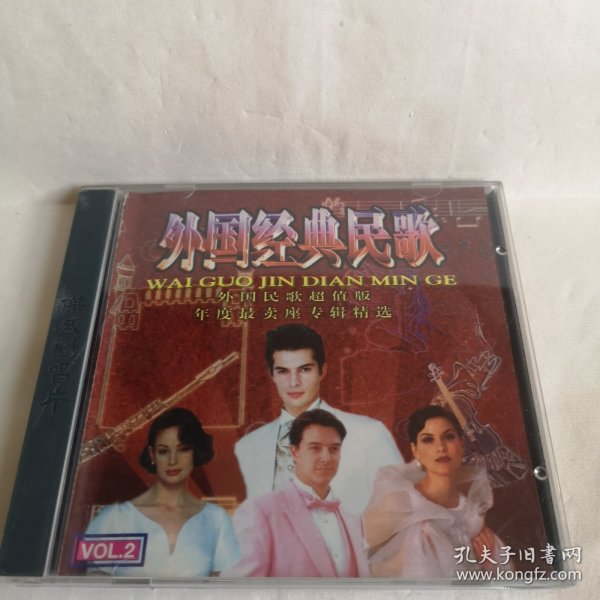 外国经典民歌
WAI GUO JIN DIAN MIN GE
外国民歌超值版
年度最卖座专辑精选
VOL.2
孔夫子旧书网
www.kongfz.com